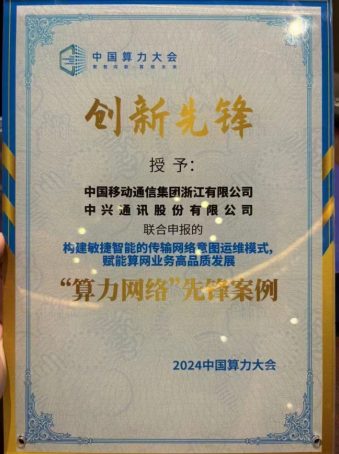 中国算力大会
创新先锋
授予：
中国移动通信集团浙江有限公司
中兴通讯股份有限公司
联合申报的
构建敏捷智能的传输网络意图运维模式，
赋能算网业务高品质发展
“算力网络”先锋案例
2024中国算力大会